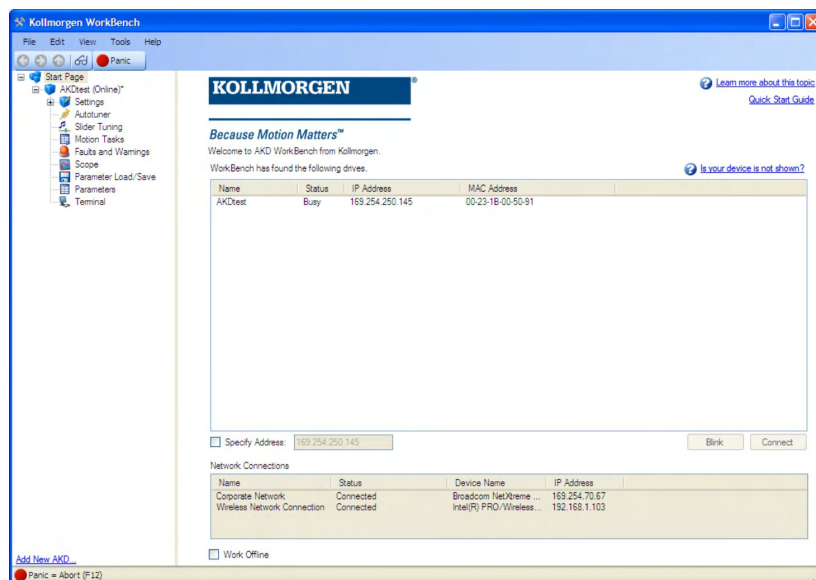 Kollmorgen WorkBench
File Edit View Tools Help
Panic
Start Page
AKDtest (Online)*
Settings
Autotuner
Slider Tuning
Motion Tasks
Faults and Warnings
Scope
Parameter Load/Save
Parameters
Terminal
Add New AKD...
KOLLMORGEN ®
Because Motion Matters™
Learn more about this topic
Quick Start Guide
Welcome to AKD WorkBench from Kollmorgen.
WorkBench has found the following drives.
Is your device is not shown?
Name Status IP Address MAC Address
AKDtest Busy 169.254.250.145 00-23-1B-00-50-91
Specify Address: 169.254.250.145 Blink Connect
Network Connections
Name Status Device Name IP Address
Corporate Network Connected Broadcom NetXtreme ... 169.254.70.67
Wireless Network Connection Connected Intel(R) PRO/Wireless... 192.168.1.103
Work Offline
Panic = Abort (F12)